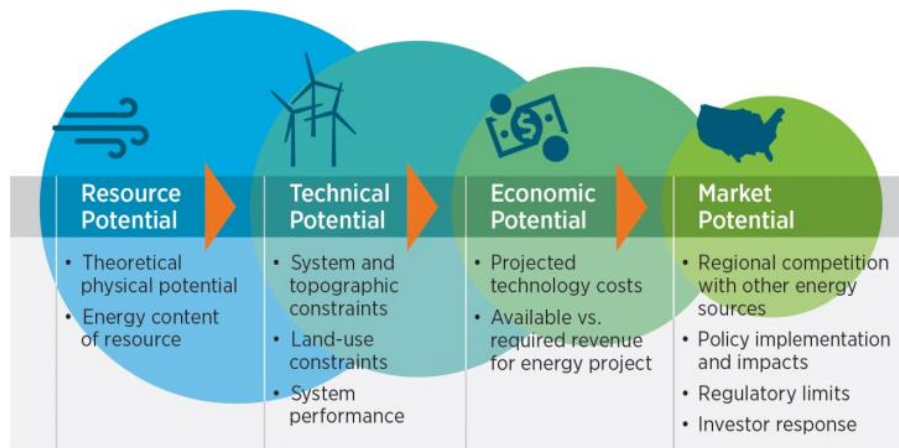 Resource
Potential
• Theoretical
physical potential
• Energy content
of resource
Technical
Potential
• System and
topographic
constraints
• Land-use
constraints
• System
performance
$
Economic
Potential
• Projected
technology costs
• Available vs.
required revenue
for energy project
Market
Potential
• Regional competition
with other energy
sources
• Policy implementation
and impacts
• Regulatory limits
• Investor response